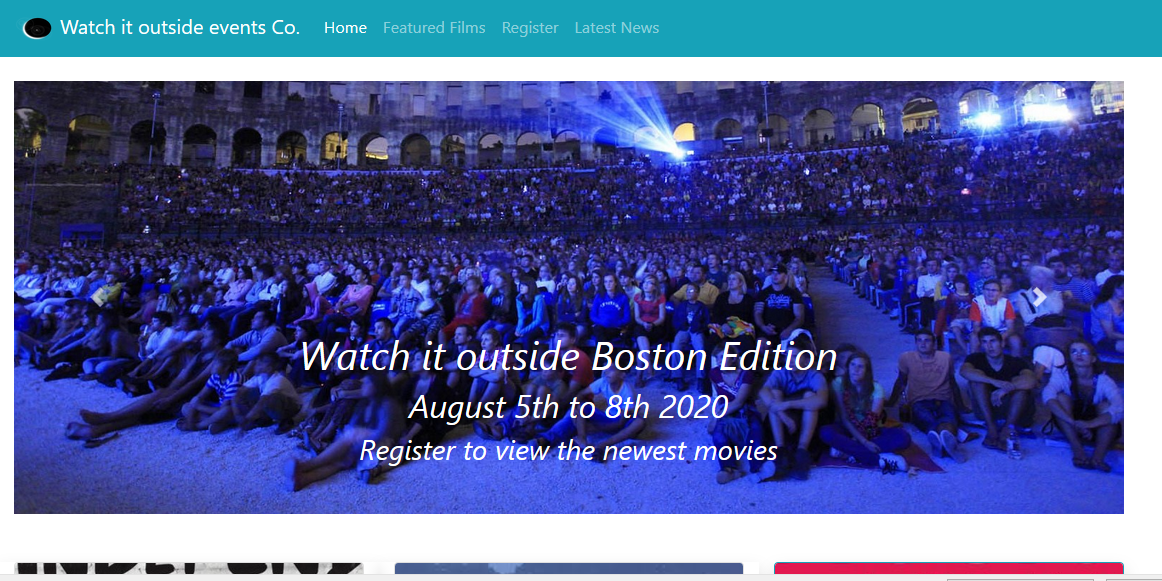 Watch it outside events Co. Home Featured Films Register Latest News
Watch it outside Boston Edition
August 5th to 8th 2020
Register to view the newest movies